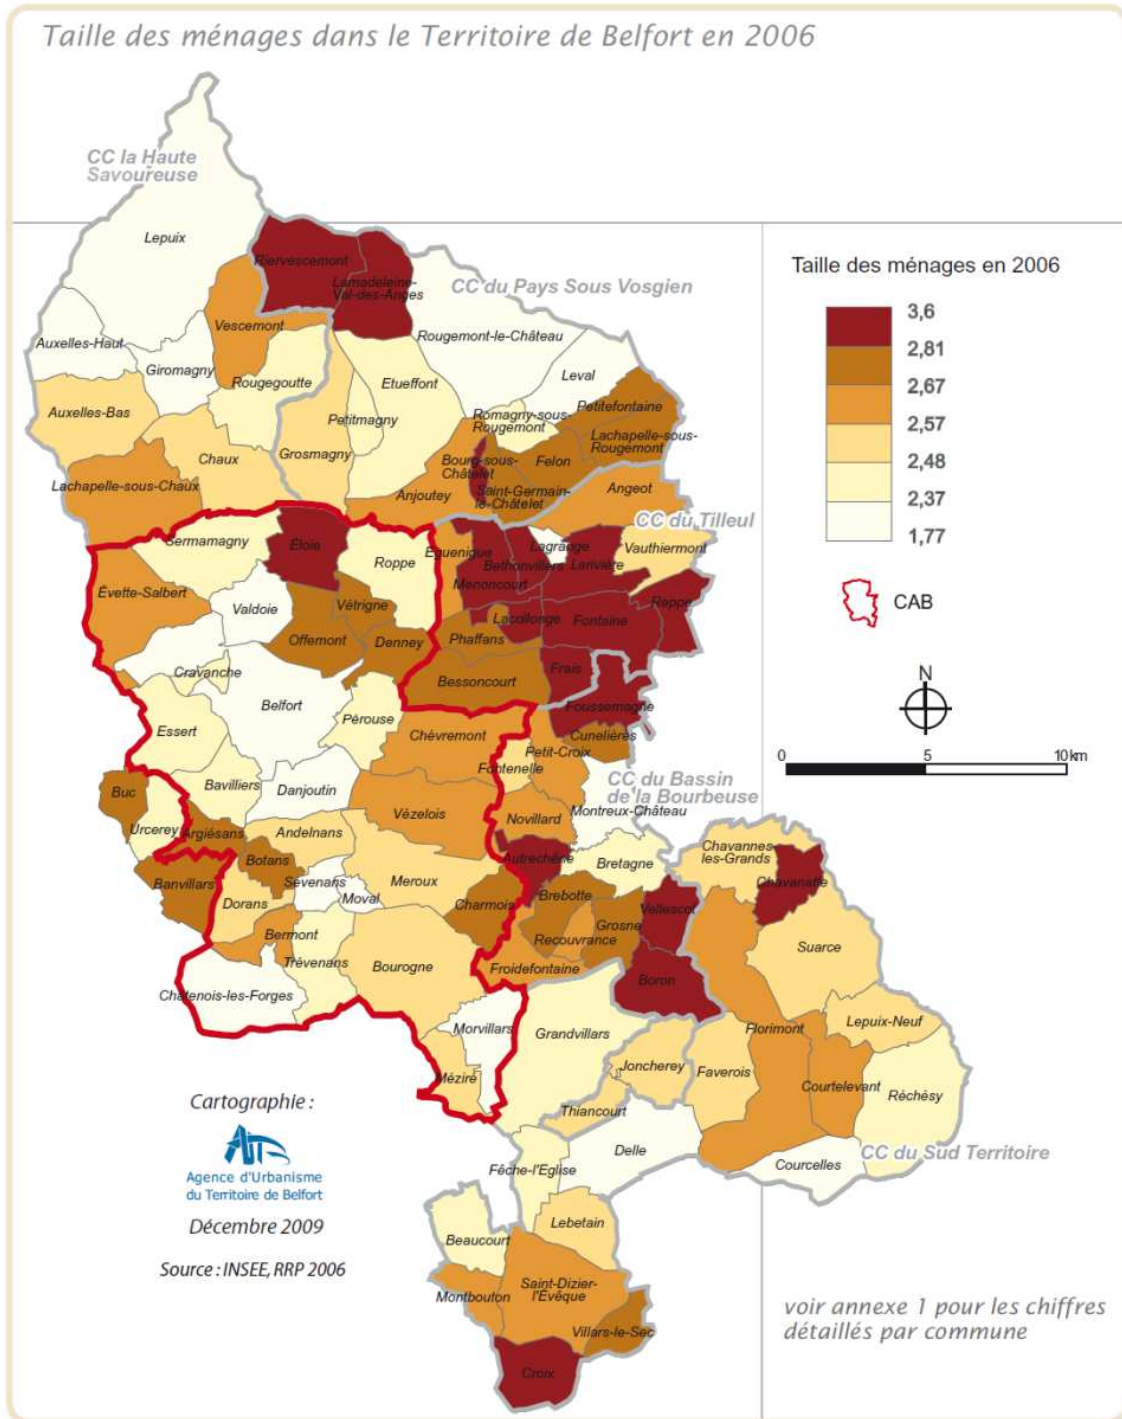 Taille des ménages dans le Territoire de Belfort en 2006
CC la Haute
Savoureuse
Lepuix
Riervescemont
Lamadeleine-
Val-des-Anges
CC du Pays Sous Vosgien
Vescemont
Auxelles-Haut
Giromagny
Rougemont-le-Château
Leval
Rougegoutte
Etueffont
Auxelles-Bas
Petitmagny
Romagny-sous-
Rougemont
Petitefontaine
Chaux
Grosmagny
Lachapelle-sous-
Rougemont
Bourg-sous-
Châtelet
Felon
Lachapelle-sous-Chaux
Anjoutey
Saint-Germain-
le-Châtelet
Angeot
CC du Tilleul
Sermamagny
Éloie
Roppe
Eguenigue
Lagrange
Vauthiermont
Bethonvilliers
Larivière
Menoncourt
Évette-Salbert
Valdoie
Vétrigne
Reppe
Lacollonge
Fontaine
Offemont
Denney
Phaffans
Cravanche
Bessoncourt
Frais
Belfort
Foussemagne
Pérouse
Essert
Chèvremont
Cunelières
Petit-Croix
Fontenelle
CC du Bassin
de la Bourbeuse
Buc
Bavilliers
Danjoutin
Montreux-Château
Urcerey
Argiésans
Andelnans
Vézelois
Novillard
Botans
Autrechêne
Bretagne
Chavannes-
les-Grands
Banvillars
Sévenans
Meroux
Chavanatte
Dorans
Moval
Charmois
Brebotte
Vellescot
Bermont
Grosne
Recouvrance
Suarce
Trévenans
Bourogne
Froidefontaine
Boron
Châtenois-les-Forges
Morvillars
Grandvillars
Florimont
Lepuix-Neuf
Méziré
Joncherey
Faverois
Courtelevant
Réchésy
Thiancourt
Delle
Courcelles
CC du Sud Territoire
Fêche-l'Eglise
Lebetain
Beaucourt
Saint-Dizier-
l'Évêque
Montbouton
Villars-le-Sec
Croix
Taille des ménages en 2006
3,6
2,81
2,67
2,57
2,48
2,37
1,77
CAB
N
0 5 10km
Cartographie :
Agence d'Urbanisme
du Territoire de Belfort
Décembre 2009
Source : INSEE, RRP 2006
voir annexe 1 pour les chiffres
détaillés par commune